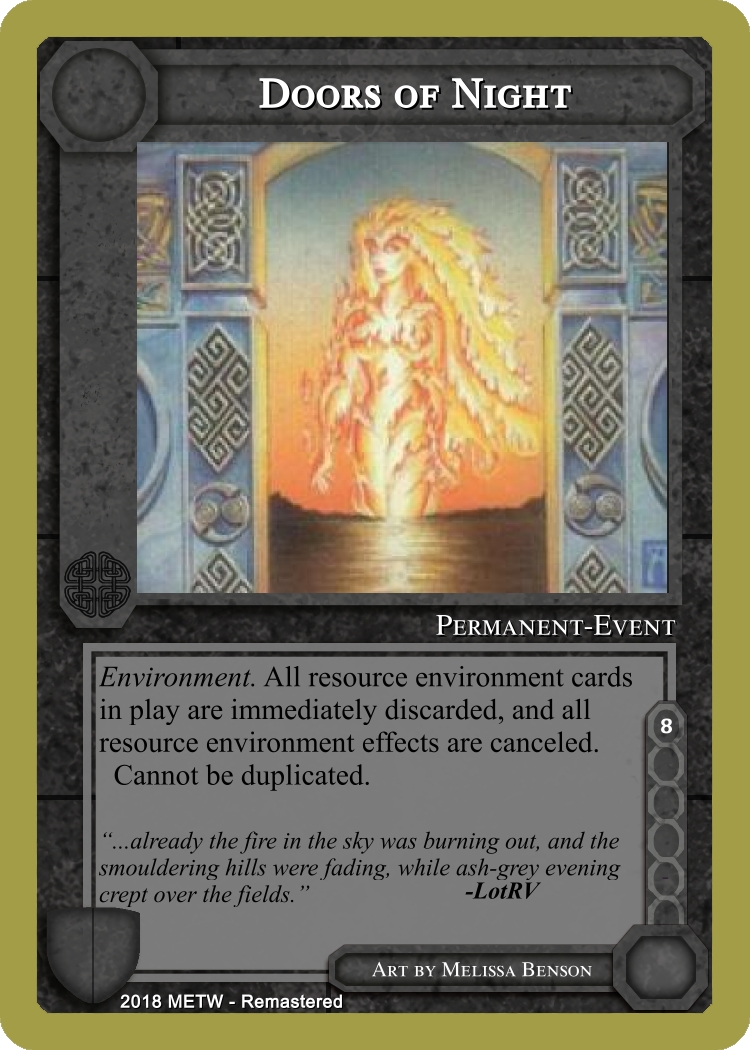 Doors of Night
Permanent-Event
Environment. All resource environment cards
in play are immediately discarded, and all
resource environment effects are canceled.
Cannot be duplicated.
8
“...already the fire in the sky was burning out, and the
smouldering hills were fading, while ash-grey evening
crept over the fields.” -LotRV
Art by Melissa Benson
2018 METW - Remastered